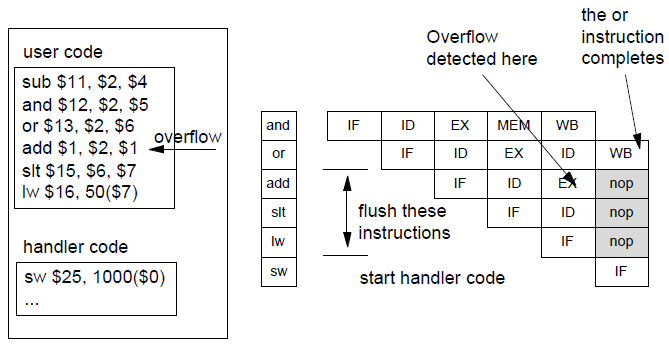 user code
sub $11, $2, $4
and $12, $2, $5
or $13, $2, $6
add $1, $2, $1
slt $15, $6, $7
lw $16, 50($7)
overflow
handler code
sw $25, 1000($0)
...
Overflow
detected here
the or
instruction
completes
and IF ID EX MEM WB
or IF ID EX ID WB
add IF ID EX nop
slt IF ID nop
lw IF nop
sw IF
flush these
instructions
start handler code